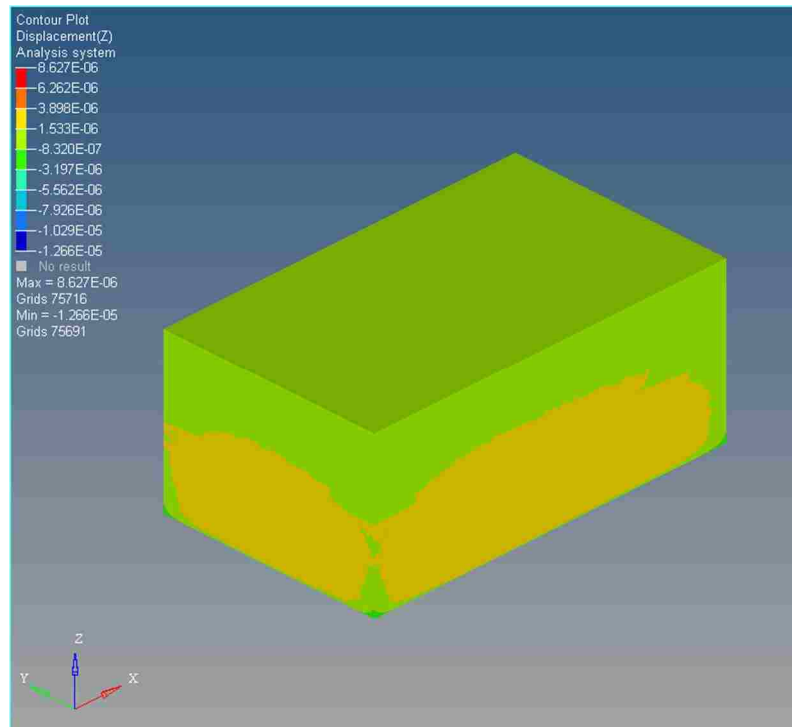 Contour Plot
Displacement(Z)
Analysis system
8.627E-06
6.262E-06
3.898E-06
1.533E-06
-8.320E-07
-3.197E-06
-5.562E-06
-7.926E-06
-1.029E-05
-1.266E-05
No result
Max = 8.627E-06
Grids 75716
Min = -1.266E-05
Grids 75691
Z
Y
X